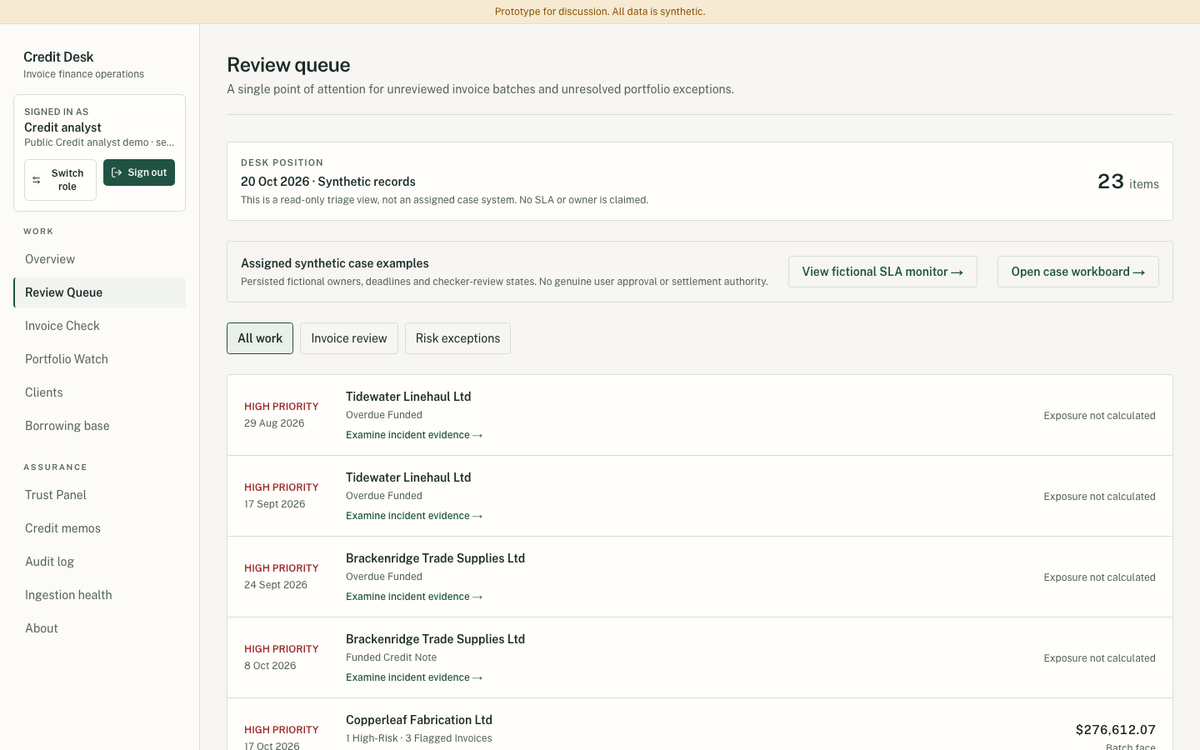 Prototype for discussion. All data is synthetic.
Credit Desk
Invoice finance operations
SIGNED IN AS
Credit analyst
Public Credit analyst demo · se...
Switch role
Sign out
WORK
Overview
Review Queue
Invoice Check
Portfolio Watch
Clients
Borrowing base
ASSURANCE
Trust Panel
Credit memos
Audit log
Ingestion health
About
Review queue
A single point of attention for unreviewed invoice batches and unresolved portfolio exceptions.
DESK POSITION
20 Oct 2026 · Synthetic records
This is a read-only triage view, not an assigned case system. No SLA or owner is claimed.
23 items
Assigned synthetic case examples
Persisted fictional owners, deadlines and checker-review states. No genuine user approval or settlement authority.
View fictional SLA monitor →
Open case workboard →
All work
Invoice review
Risk exceptions
HIGH PRIORITY
29 Aug 2026
Tidewater Linehaul Ltd
Overdue Funded
Examine incident evidence →
Exposure not calculated
HIGH PRIORITY
17 Sept 2026
Tidewater Linehaul Ltd
Overdue Funded
Examine incident evidence →
Exposure not calculated
HIGH PRIORITY
24 Sept 2026
Brackenridge Trade Supplies Ltd
Overdue Funded
Examine incident evidence →
Exposure not calculated
HIGH PRIORITY
8 Oct 2026
Brackenridge Trade Supplies Ltd
Funded Credit Note
Examine incident evidence →
Exposure not calculated
HIGH PRIORITY
17 Oct 2026
Copperleaf Fabrication Ltd
1 High-Risk · 3 Flagged Invoices
$276,612.07
Batch face